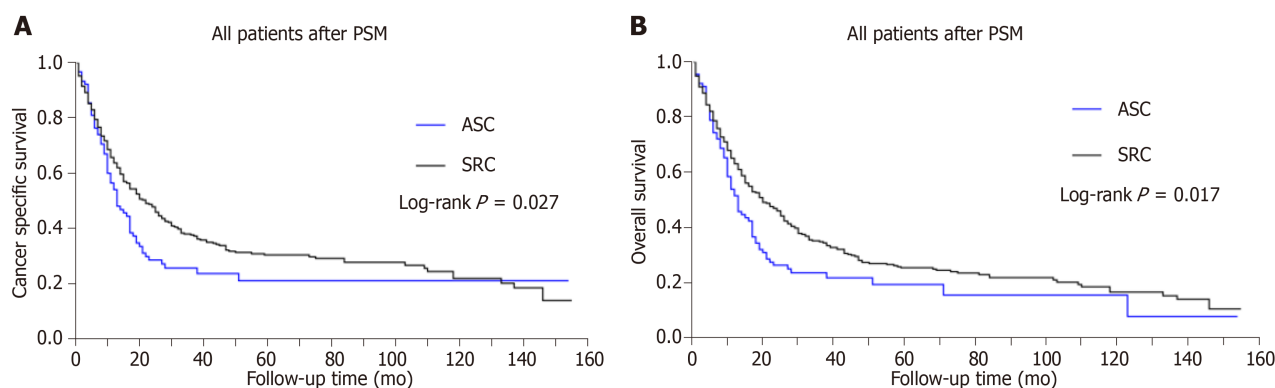 A
All patients after PSM
Cancer specific survival
1.0
0.8
0.6
0.4
0.2
0.0
ASC
SRC
Log-rank P = 0.027
0 20 40 60 80 100 120 140 160
Follow-up time (mo)
B
All patients after PSM
Overall survival
1.0
0.8
0.6
0.4
0.2
0.0
ASC
SRC
Log-rank P = 0.017
0 20 40 60 80 100 120 140 160
Follow-up time (mo)